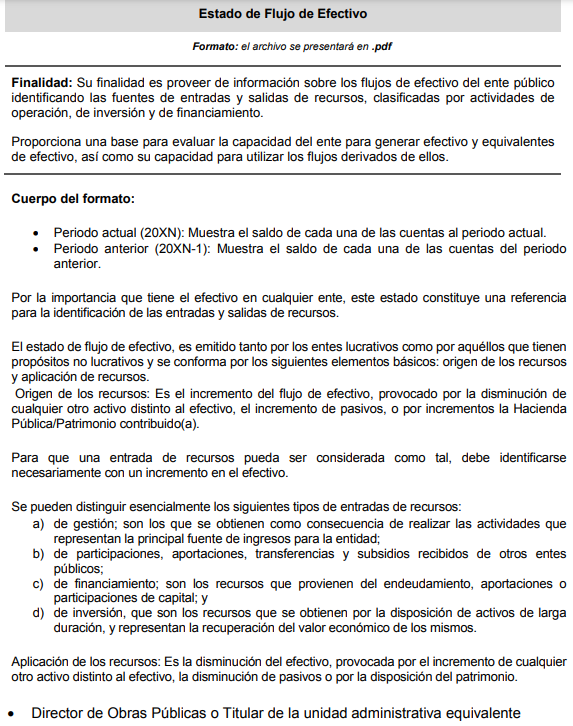 Estado de Flujo de Efectivo
Formato: el archivo se presentará en .pdf
Finalidad: Su finalidad es proveer de información sobre los flujos de efectivo del ente público
identificando las fuentes de entradas y salidas de recursos, clasificadas por actividades de
operación, de inversión y de financiamiento.
Proporciona una base para evaluar la capacidad del ente para generar efectivo y equivalentes
de efectivo, así como su capacidad para utilizar los flujos derivados de ellos.
Cuerpo del formato:
• Periodo actual (20XN): Muestra el saldo de cada una de las cuentas al periodo actual.
• Periodo anterior (20XN-1): Muestra el saldo de cada una de las cuentas del periodo
anterior.
Por la importancia que tiene el efectivo en cualquier ente, este estado constituye una referencia
para la identificación de las entradas y salidas de recursos.
El estado de flujo de efectivo, es emitido tanto por los entes lucrativos como por aquéllos que tienen
propósitos no lucrativos y se conforma por los siguientes elementos básicos: origen de los recursos
y aplicación de recursos.
Origen de los recursos: Es el incremento del flujo de efectivo, provocado por la disminución de
cualquier otro activo distinto al efectivo, el incremento de pasivos, o por incrementos la Hacienda
Pública/Patrimonio contribuido(a).
Para que una entrada de recursos pueda ser considerada como tal, debe identificarse
necesariamente con un incremento en el efectivo.
Se pueden distinguir esencialmente los siguientes tipos de entradas de recursos:
a) de gestión; son los que se obtienen como consecuencia de realizar las actividades que
representan la principal fuente de ingresos para la entidad;
b) de participaciones, aportaciones, transferencias y subsidios recibidos de otros entes
públicos;
c) de financiamiento; son los recursos que provienen del endeudamiento, aportaciones o
participaciones de capital; y
d) de inversión, que son los recursos que se obtienen por la disposición de activos de larga
duración, y representan la recuperación del valor económico de los mismos.
Aplicación de los recursos: Es la disminución del efectivo, provocada por el incremento de cualquier
otro activo distinto al efectivo, la disminución de pasivos o por la disposición del patrimonio.
• Director de Obras Públicas o Titular de la unidad administrativa equivalente